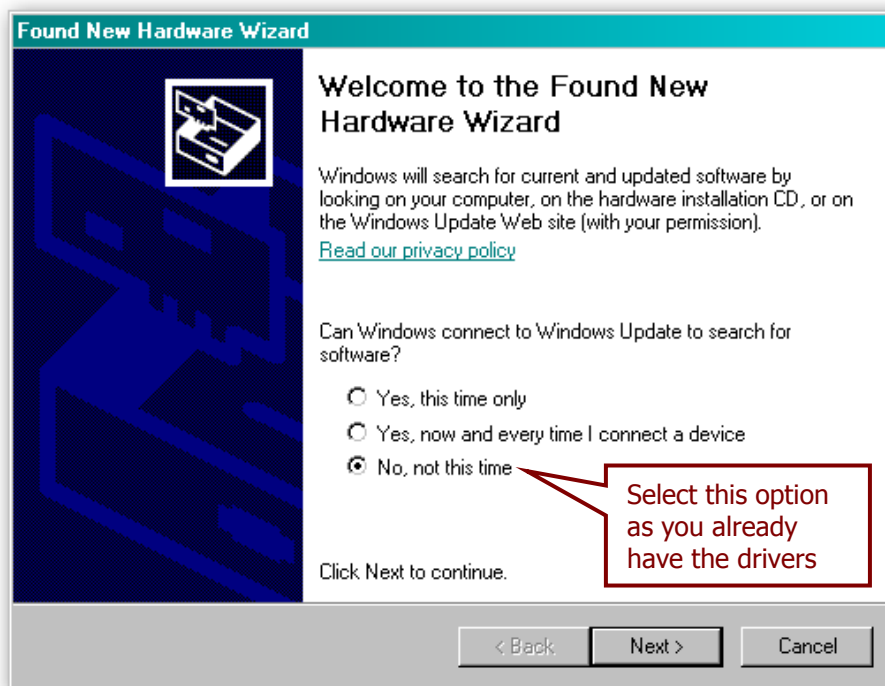 Found New Hardware Wizard
Welcome to the Found New
Hardware Wizard
Windows will search for current and updated software by
looking on your computer, on the hardware installation CD, or on
the Windows Update Web site (with your permission).
Read our privacy policy
Can Windows connect to Windows Update to search for
software?
Yes, this time only
Yes, now and every time I connect a device
No, not this time
Select this option
as you already
have the drivers
Click Next to continue.
< Back
Next >
Cancel